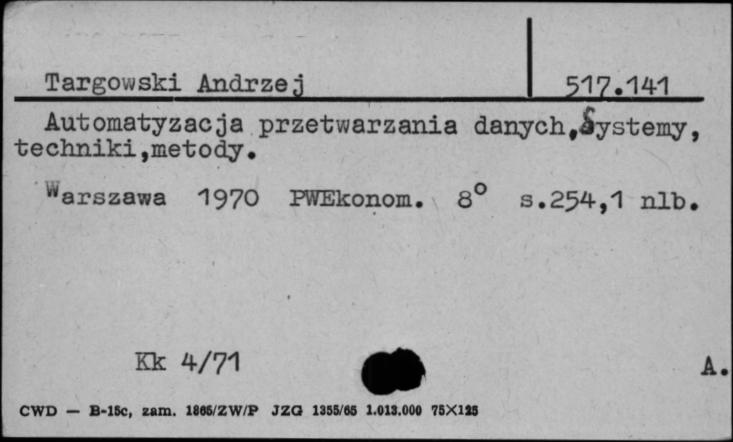 Targowski Andrzej 517.141
Automatyzacja przetwarzania danych,Systemy,
techniki,metody.
Warszawa 1970 PWEkonom. 8° s.254,1 nlb.
Kk 4/71 A.
CWD — B-15c, zam. 1865/ZW/P JZG 1355/65 1.013.000 75X125